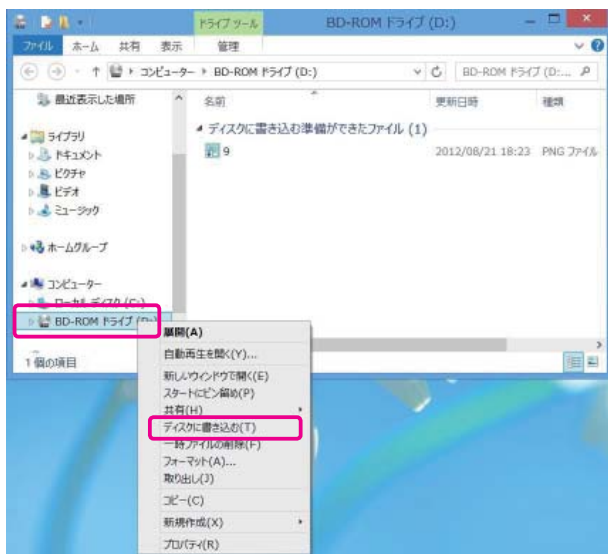 ドライブ ツール
BD-ROM ドライブ (D:)
ファイル ホーム 共有 表示 管理
コンピューター ▸ BD-ROM ドライブ (D:)
BD-ROM ドライブ (D:...
最近表示した場所
名前 更新日時 種類
ディスクに書き込む準備ができたファイル (1)
9 2012/08/21 18:23 PNG ファイル
ライブラリ
ドキュメント
ピクチャ
ビデオ
ミュージック
ホームグループ
コンピューター
ローカル ディスク (C:)
BD-ROM ドライブ (D:)
1 個の項目
展開(A)
自動再生を開く(Y)...
新しいウィンドウで開く(E)
スタートにピン留め(P)
共有(H)
ディスクに書き込む(T)
一時ファイルの削除(F)
フォーマット(A)...
取り出し(J)
コピー(C)
新規作成(X)
プロパティ(R)